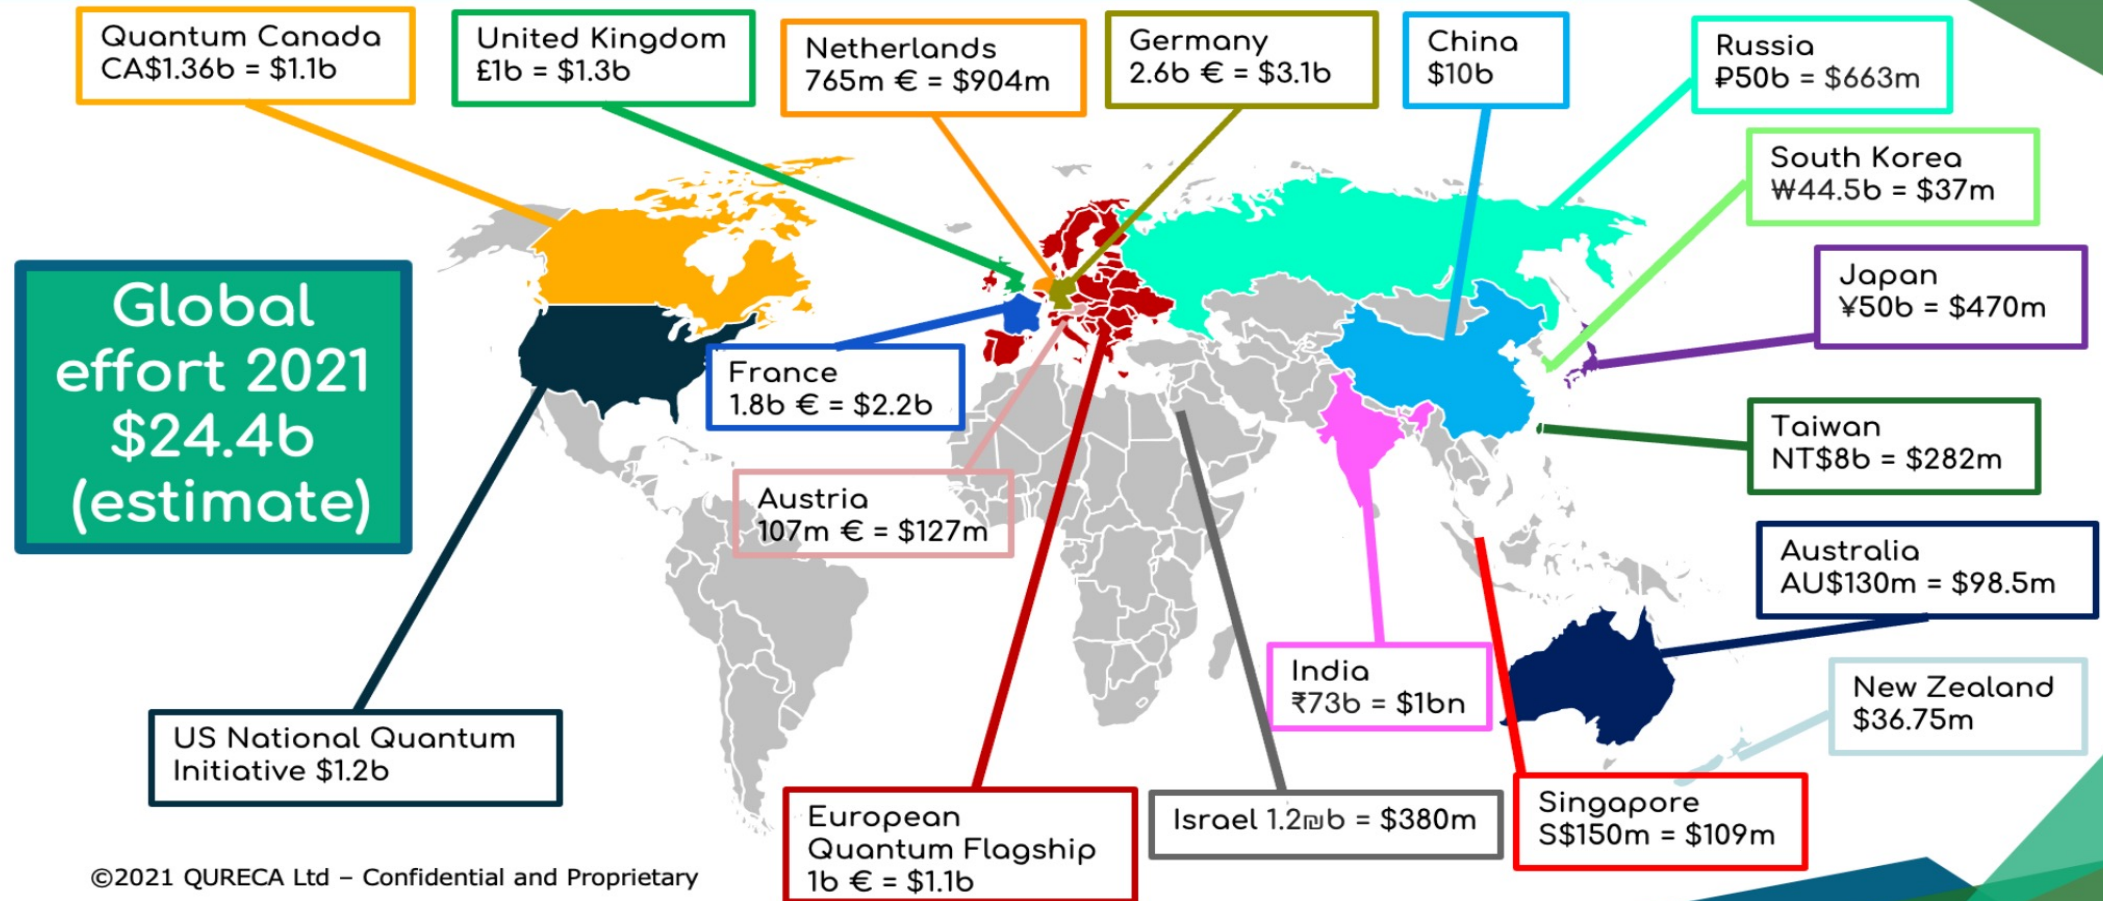 Quantum Canada
CA$1.36b = $1.1b
United Kingdom
£1b = $1.3b
Netherlands
765m € = $904m
Germany
2.6b € = $3.1b
China
$10b
Russia
₽50b = $663m
South Korea
₩44.5b = $37m
Japan
¥50b = $470m
Global
effort 2021
$24.4b
(estimate)
France
1.8b € = $2.2b
Taiwan
NT$8b = $282m
Austria
107m € = $127m
Australia
AU$130m = $98.5m
India
₹73b = $1bn
New Zealand
$36.75m
US National Quantum
Initiative $1.2b
European
Quantum Flagship
1b € = $1.1b
Israel 1.2₪b = $380m
Singapore
S$150m = $109m
©2021 QURECA Ltd – Confidential and Proprietary